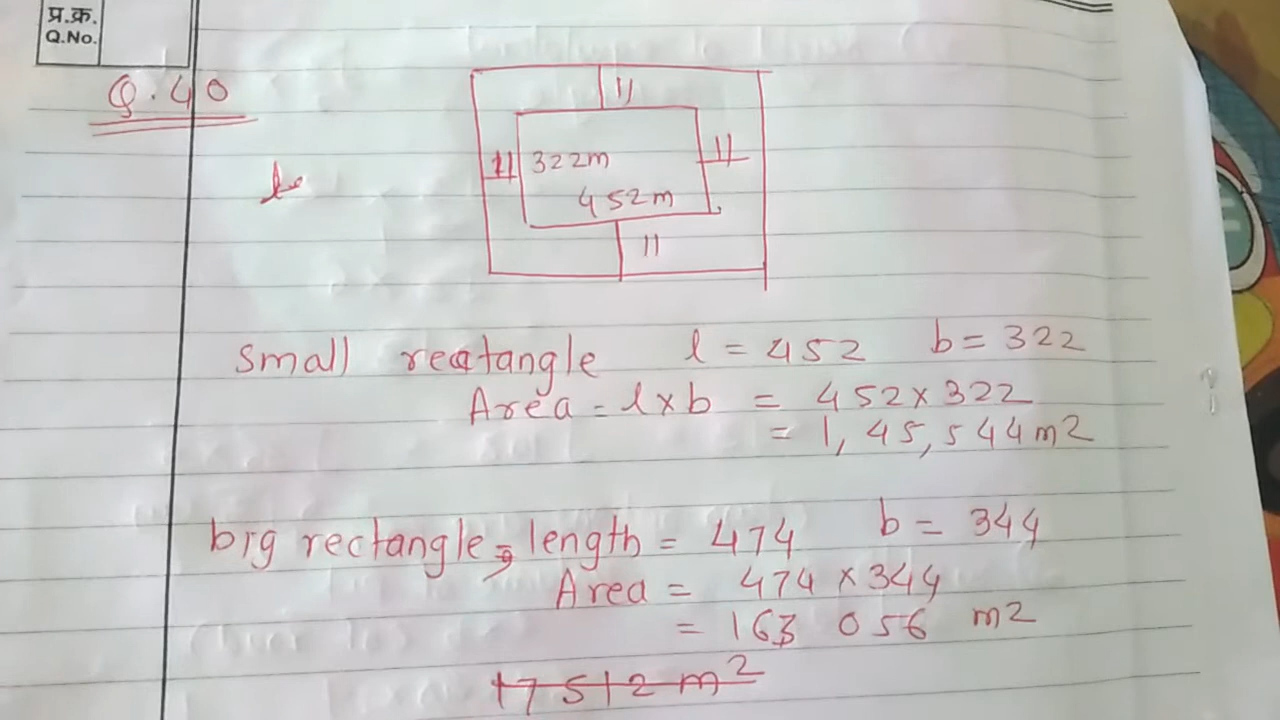 प्र.क्र.
Q.No.
Q.40
11
11 322m 11
452m
11
small rectangle l = 452 b = 322
Area = l x b = 452 x 322
= 1,45,544 m2
big rectangle, length = 474 b = 344
Area = 474 x 344
= 163 056 m2
17512 m²